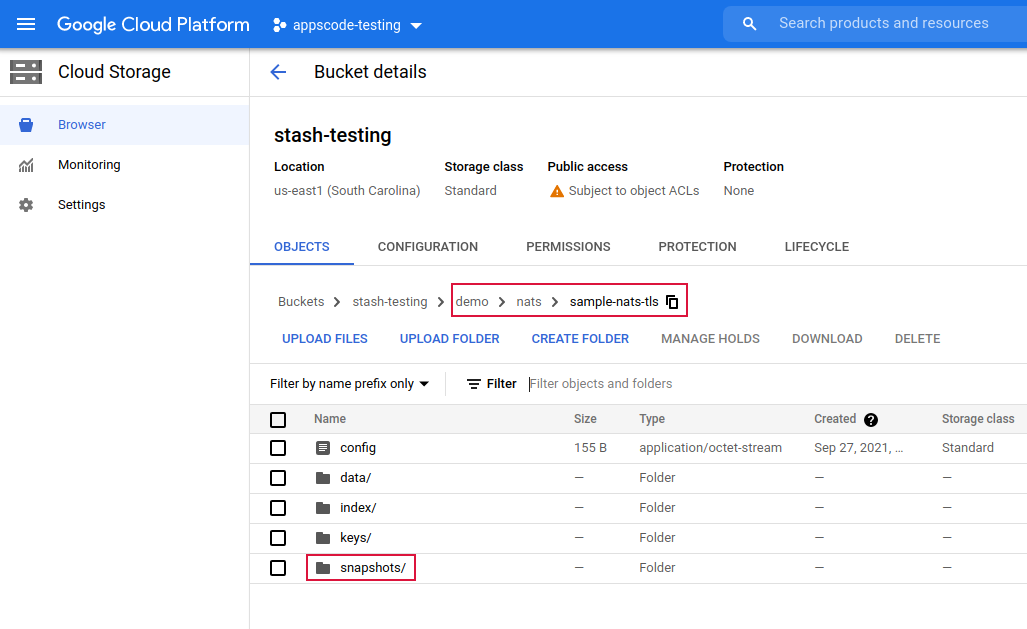 Google Cloud Platform appscode-testing Search products and resources
Cloud Storage
Bucket details
Browser
Monitoring
Settings
stash-testing
Location Storage class Public access Protection
us-east1 (South Carolina) Standard Subject to object ACLs None
OBJECTS CONFIGURATION PERMISSIONS PROTECTION LIFECYCLE
Buckets > stash-testing > demo > nats > sample-nats-tls
UPLOAD FILES UPLOAD FOLDER CREATE FOLDER MANAGE HOLDS DOWNLOAD DELETE
Filter by name prefix only Filter Filter objects and folders
Name Size Type Created ? Storage class
config 155 B application/octet-stream Sep 27, 2021, ... Standard
data/ — Folder — —
index/ — Folder — —
keys/ — Folder — —
snapshots/ — Folder — —